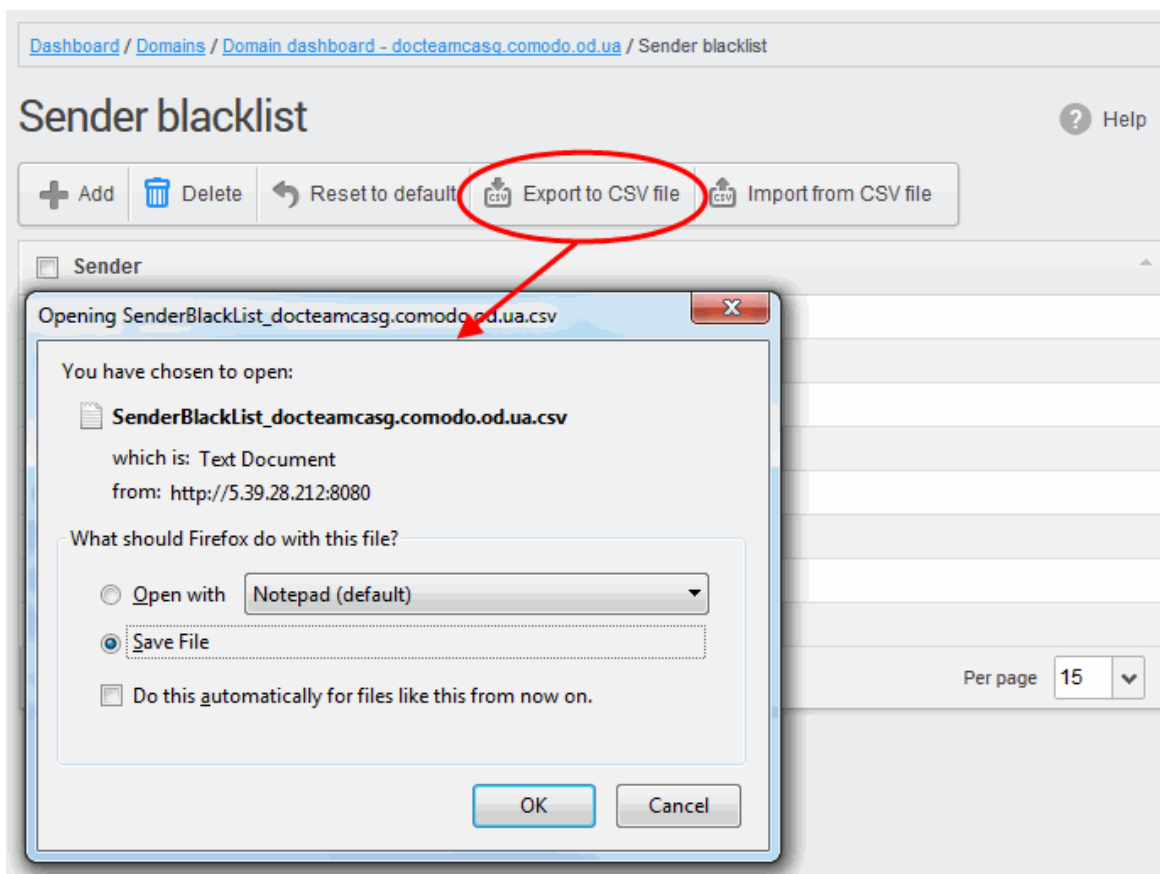 Dashboard / Domains / Domain dashboard - docteamcasg.comodo.od.ua / Sender blacklist
Sender blacklist
Help
Add Delete Reset to default Export to CSV file Import from CSV file
Sender
Opening SenderBlackList_docteamcasg.comodo.od.ua.csv
You have chosen to open:
SenderBlackList_docteamcasg.comodo.od.ua.csv
which is: Text Document
from: http://5.39.28.212:8080
What should Firefox do with this file?
Open with Notepad (default)
Save File
Do this automatically for files like this from now on.
Per page 15
OK Cancel